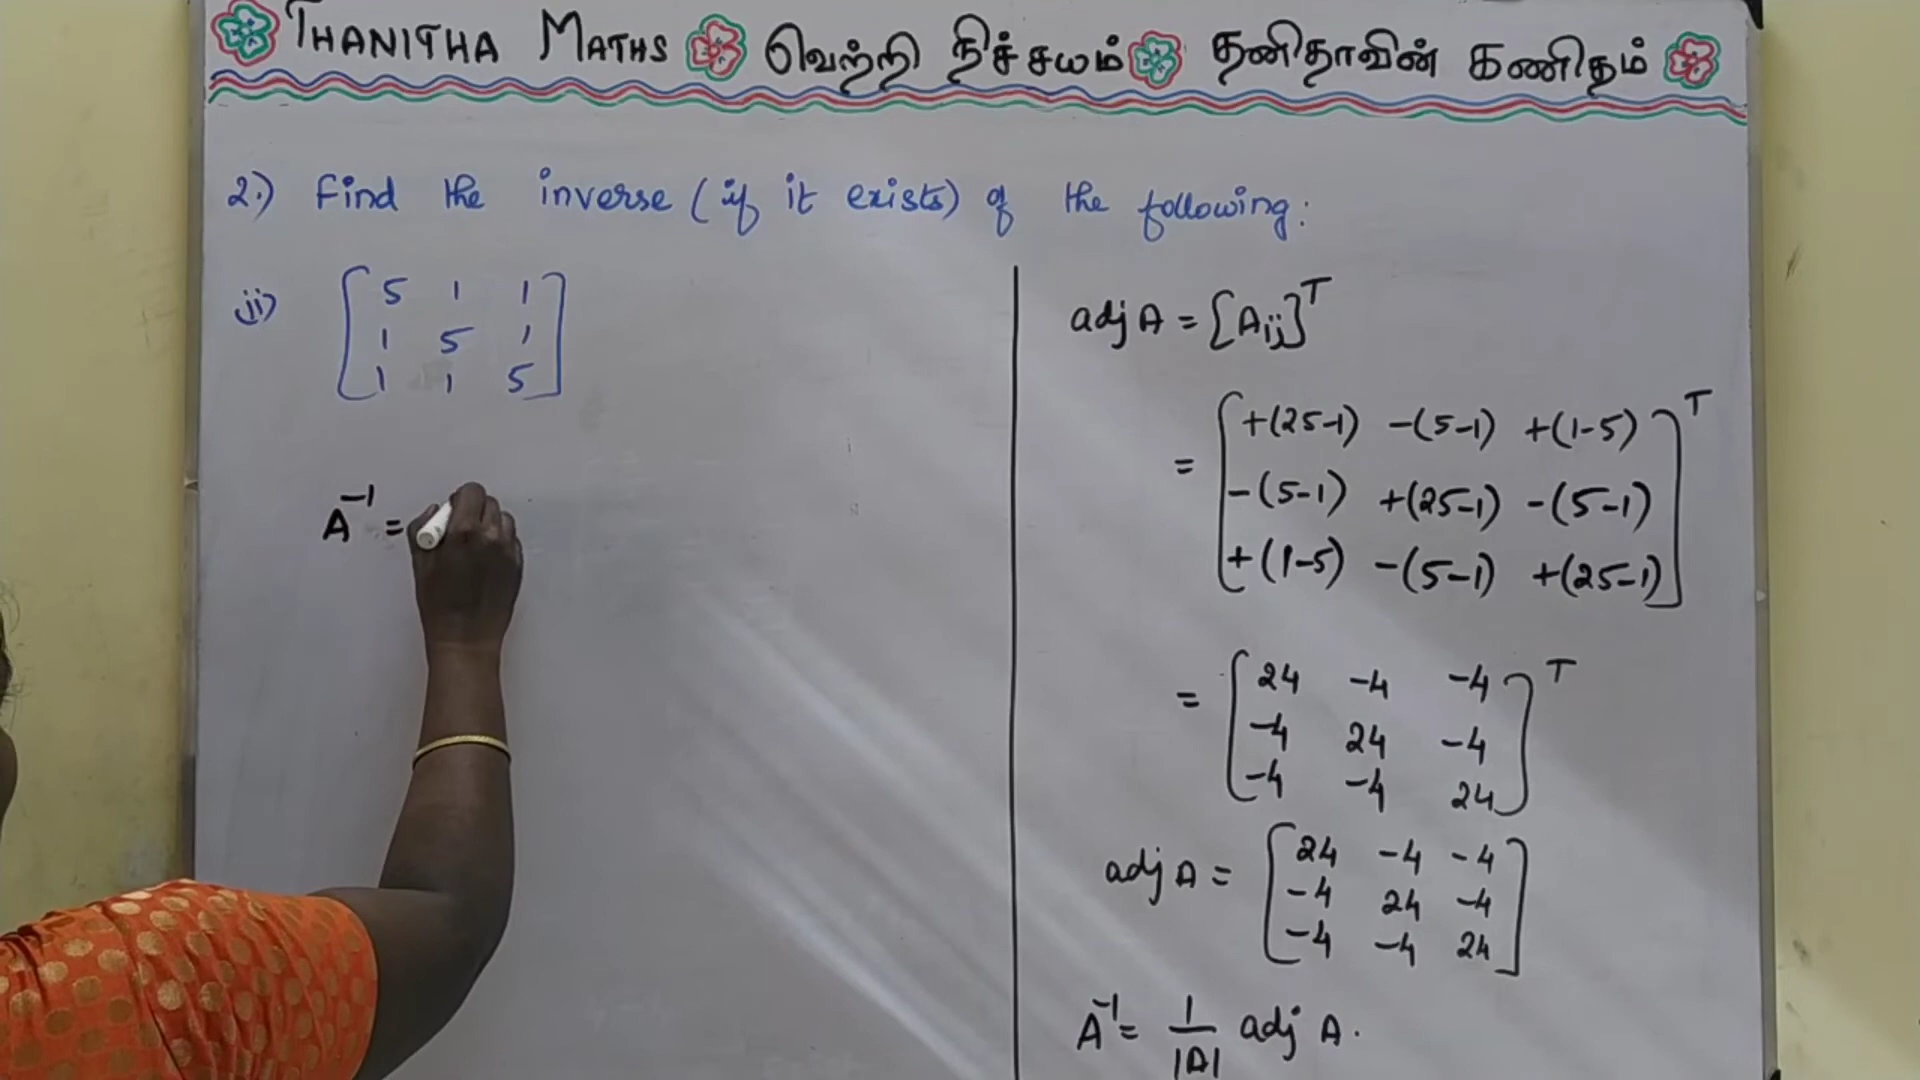 THANITHA MATHS வெற்றி நிச்சயம் தனிதாவின் கணிதம்
2.) Find the inverse (if it exists) of the following:
ii) [5 1 1
1 5 1
1 1 5]
A⁻¹ =
adj A = [Aij]ᵀ
= [+(25-1) -(5-1) +(1-5)
-(5-1) +(25-1) -(5-1)
+(1-5) -(5-1) +(25-1)]ᵀ
= [24 -4 -4
-4 24 -4
-4 -4 24]ᵀ
adj A = [24 -4 -4
-4 24 -4
-4 -4 24]
A⁻¹ = 1/|A| adj A.